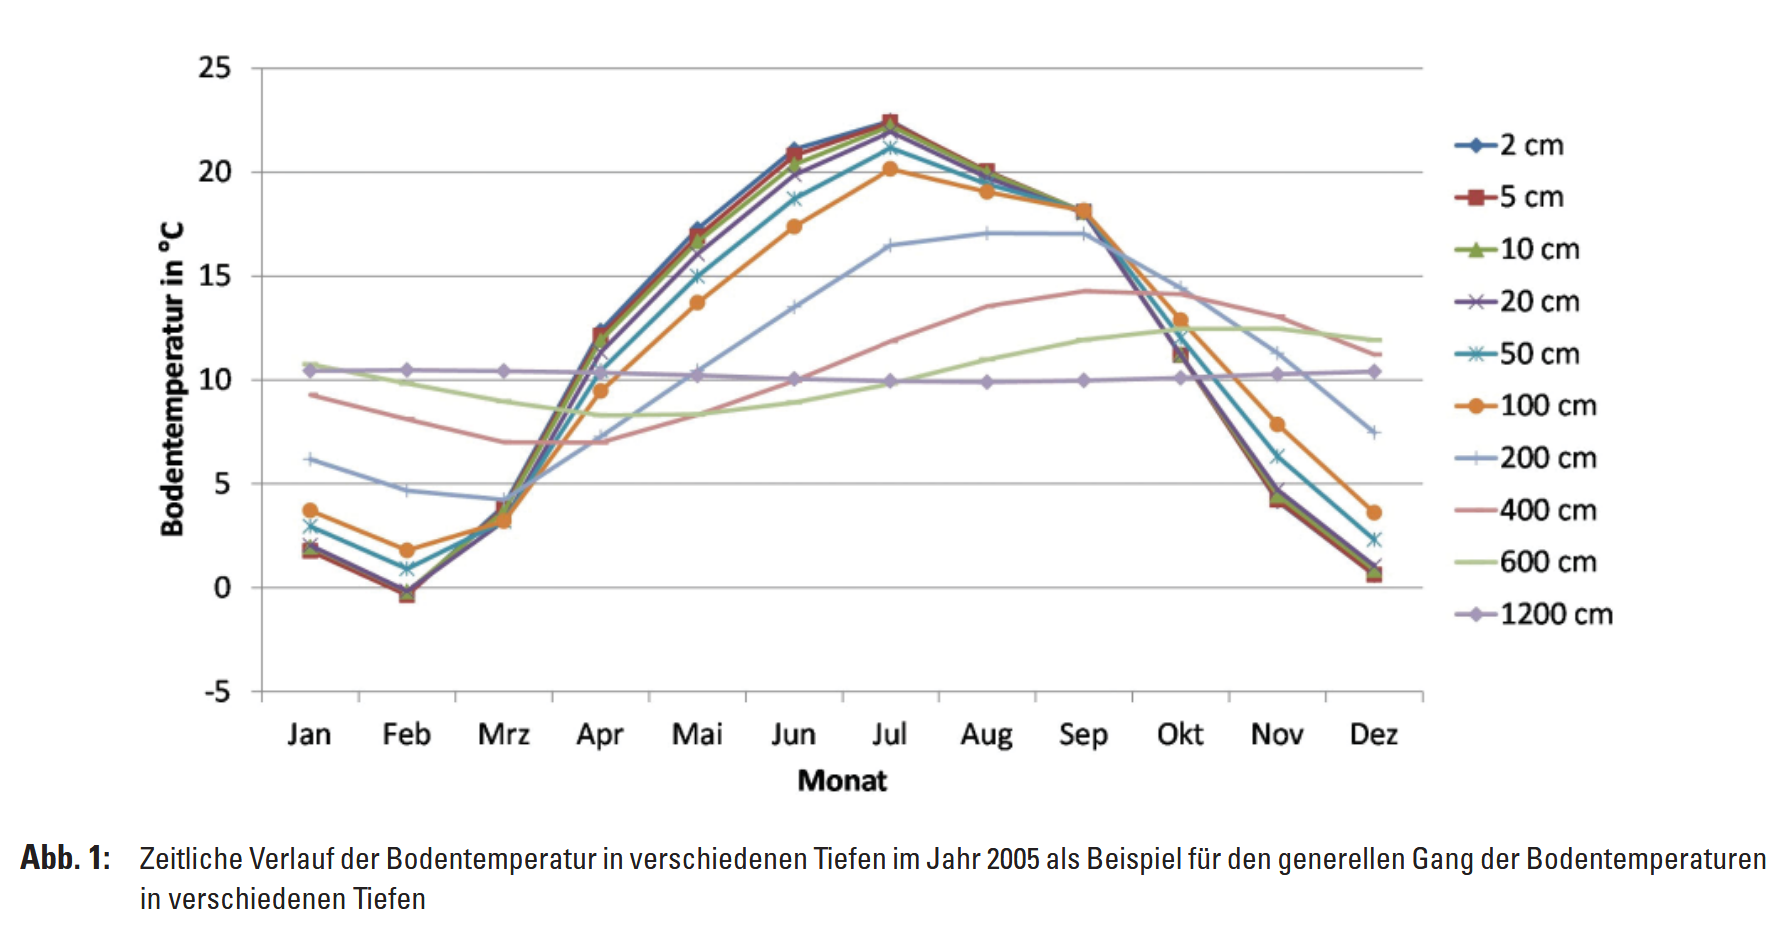 25
20
15
10
5
0
-5
Bodentemperatur in °C
Jan Feb Mrz Apr Mai Jun Jul Aug Sep Okt Nov Dez
Monat
2 cm
5 cm
10 cm
20 cm
50 cm
100 cm
200 cm
400 cm
600 cm
1200 cm
Abb. 1: Zeitliche Verlauf der Bodentemperatur in verschiedenen Tiefen im Jahr 2005 als Beispiel für den generellen Gang der Bodentemperaturen
in verschiedenen Tiefen